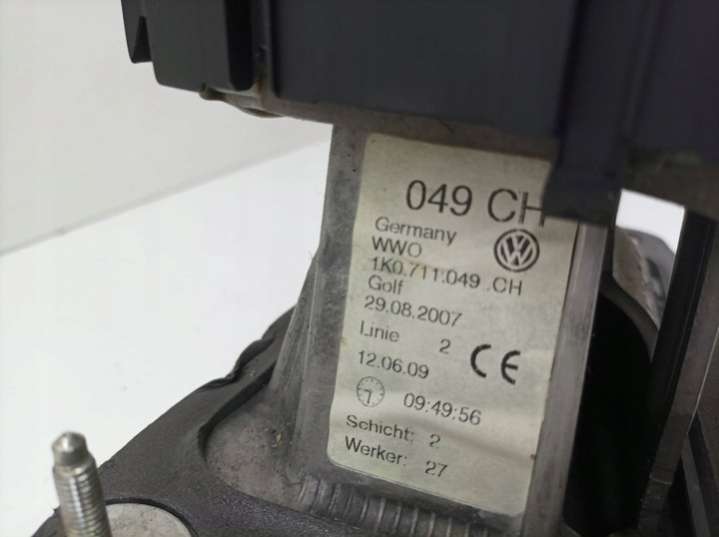 049 CH
Germany
WWO
1K0.711.049 .CH
Golf
29.08.2007
Linie 2
CE
12.06.09
09:49:56
Schicht: 2
Werker: 27